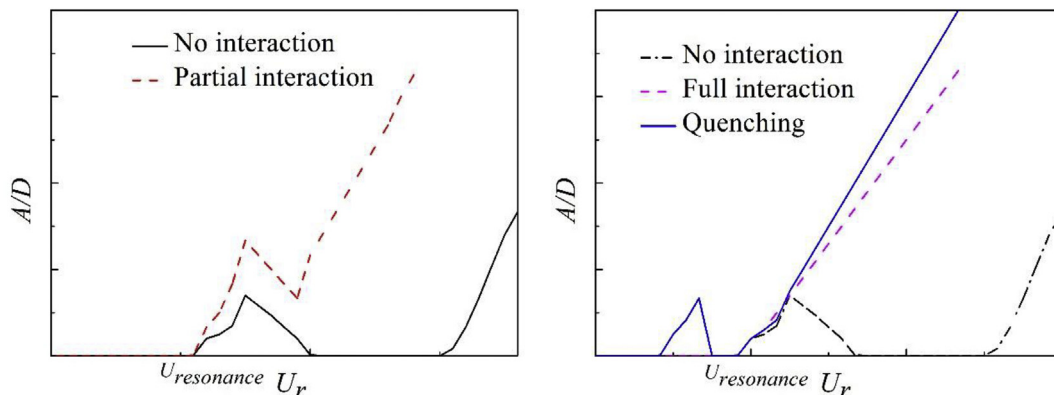 No interaction
Partial interaction
A/D
U_resonance U_r
No interaction
Full interaction
Quenching
A/D
U_resonance U_r